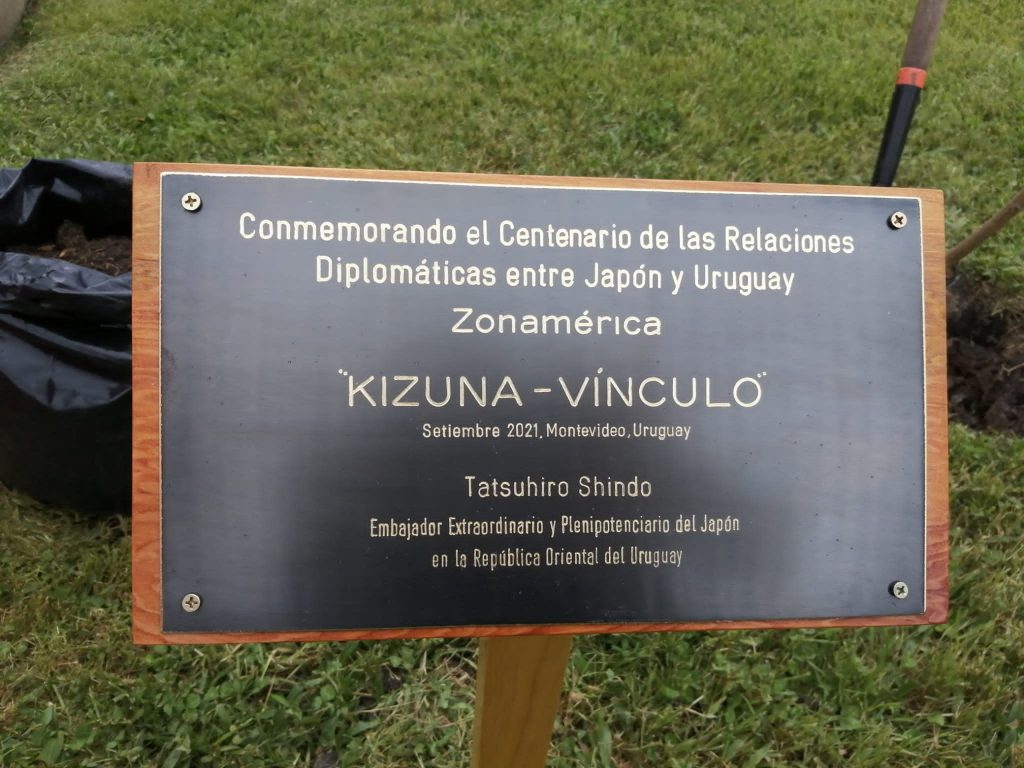 Conmemorando el Centenario de las Relaciones
Diplomáticas entre Japón y Uruguay
Zonamérica
"KIZUNA - VÍNCULO"
Setiembre 2021, Montevideo, Uruguay
Tatsuhiro Shindo
Embajador Extraordinario y Plenipotenciario del Japón
en la República Oriental del Uruguay